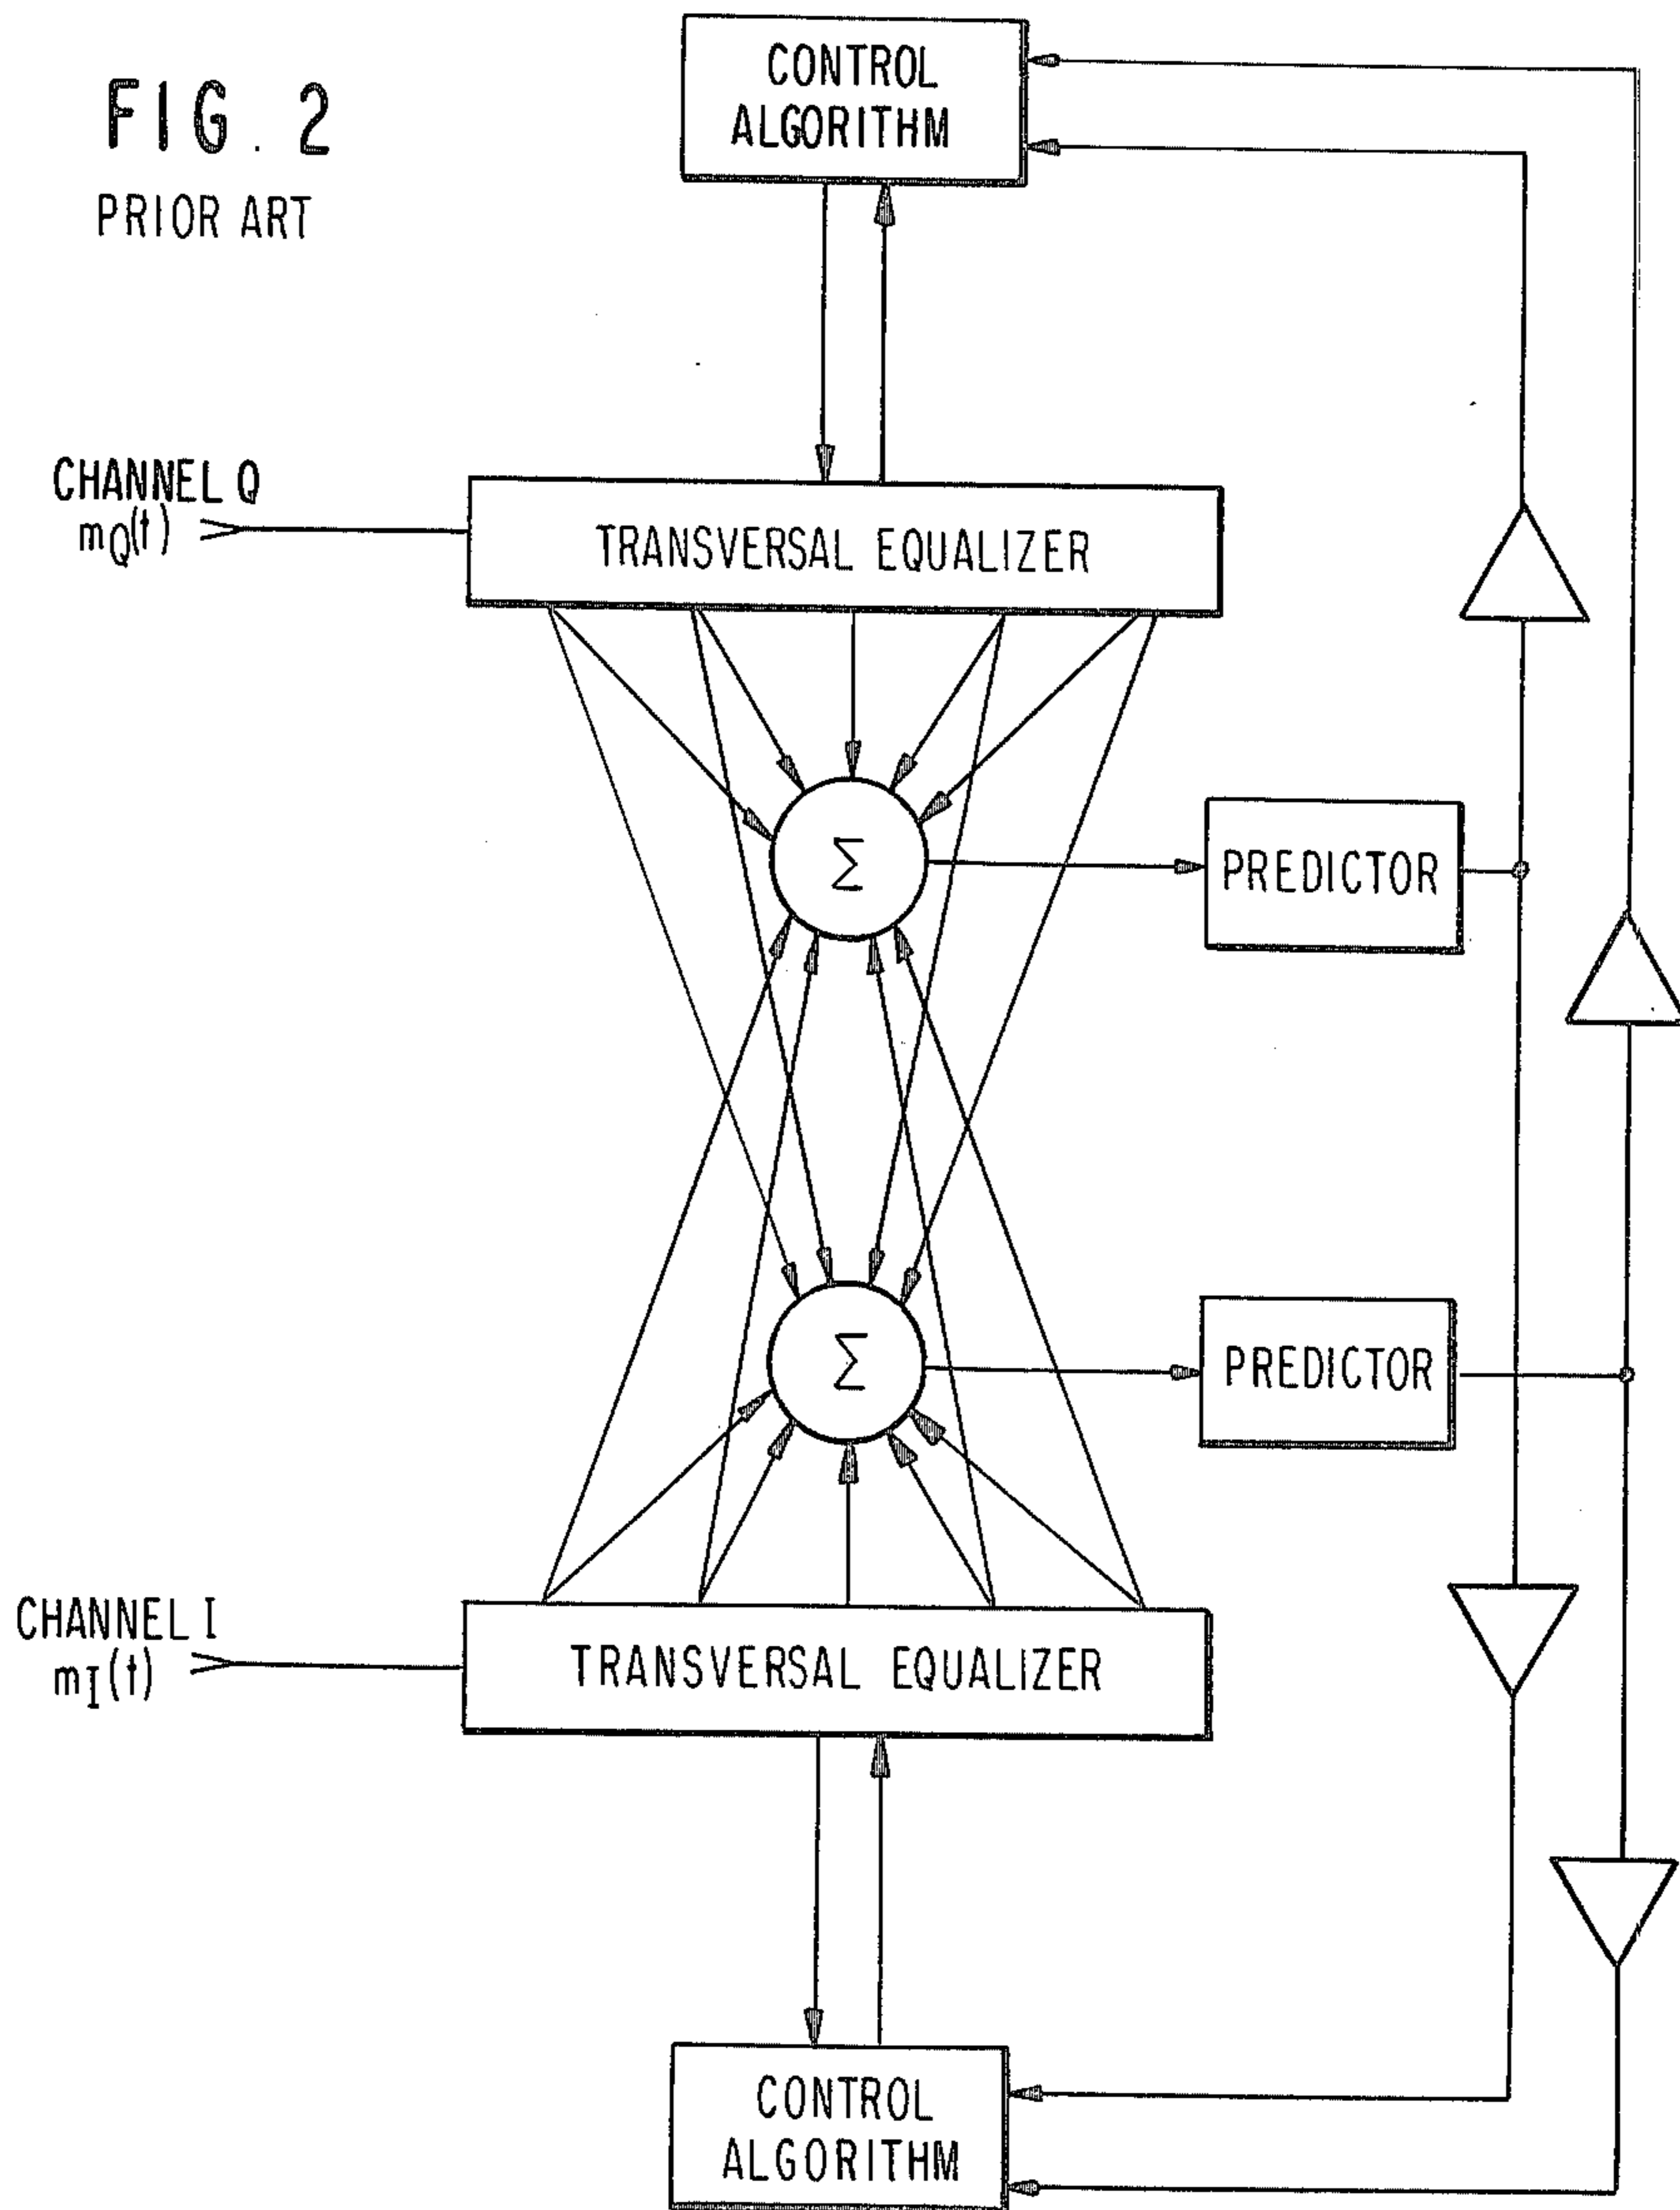 FIG. 2
PRIOR ART
CONTROL
ALGORITHM
CHANNEL Q
mQ(t)
TRANSVERSAL EQUALIZER
Σ
PREDICTOR
Σ
PREDICTOR
CHANNEL I
mI(t)
TRANSVERSAL EQUALIZER
CONTROL
ALGORITHM